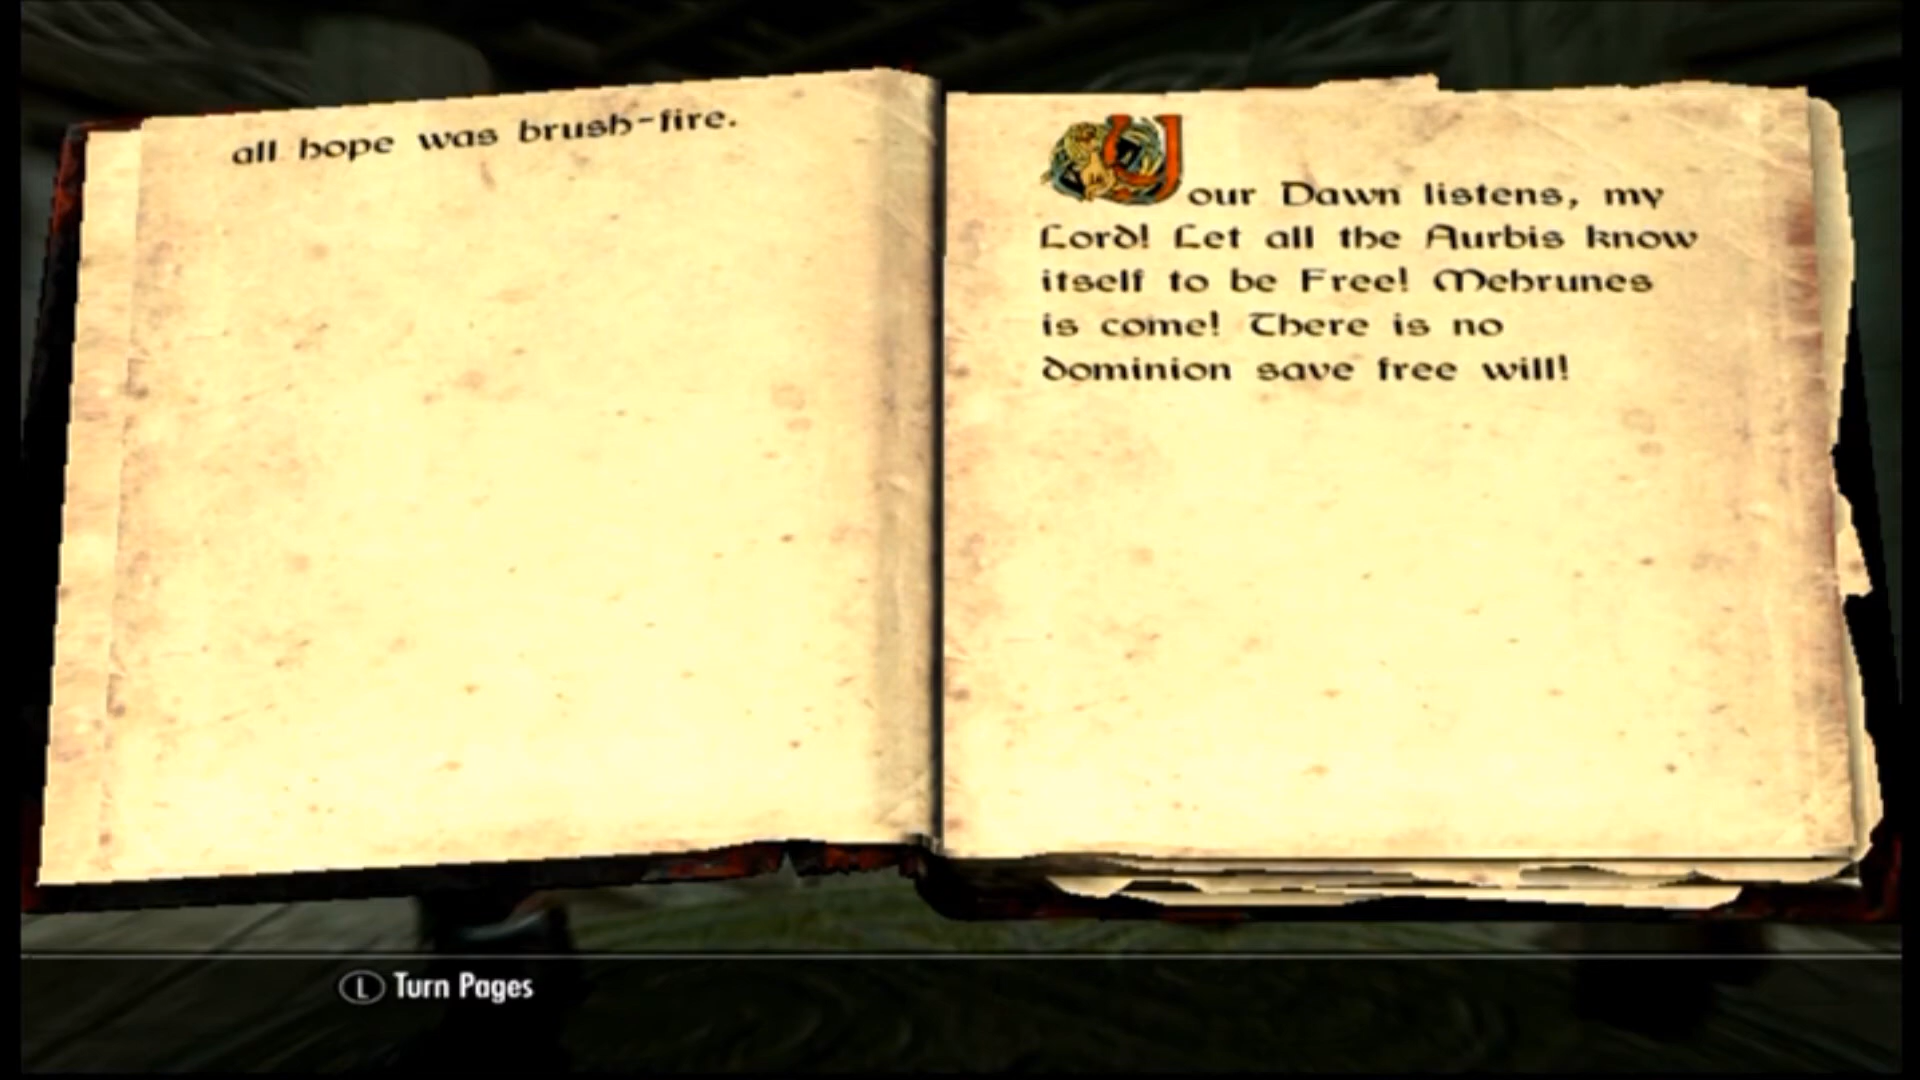 all hope was brush-fire.
Your Dawn listens, my
Lord! Let all the Aurbis know
itself to be Free! Mehrunes
is come! There is no
dominion save free will!
L Turn Pages